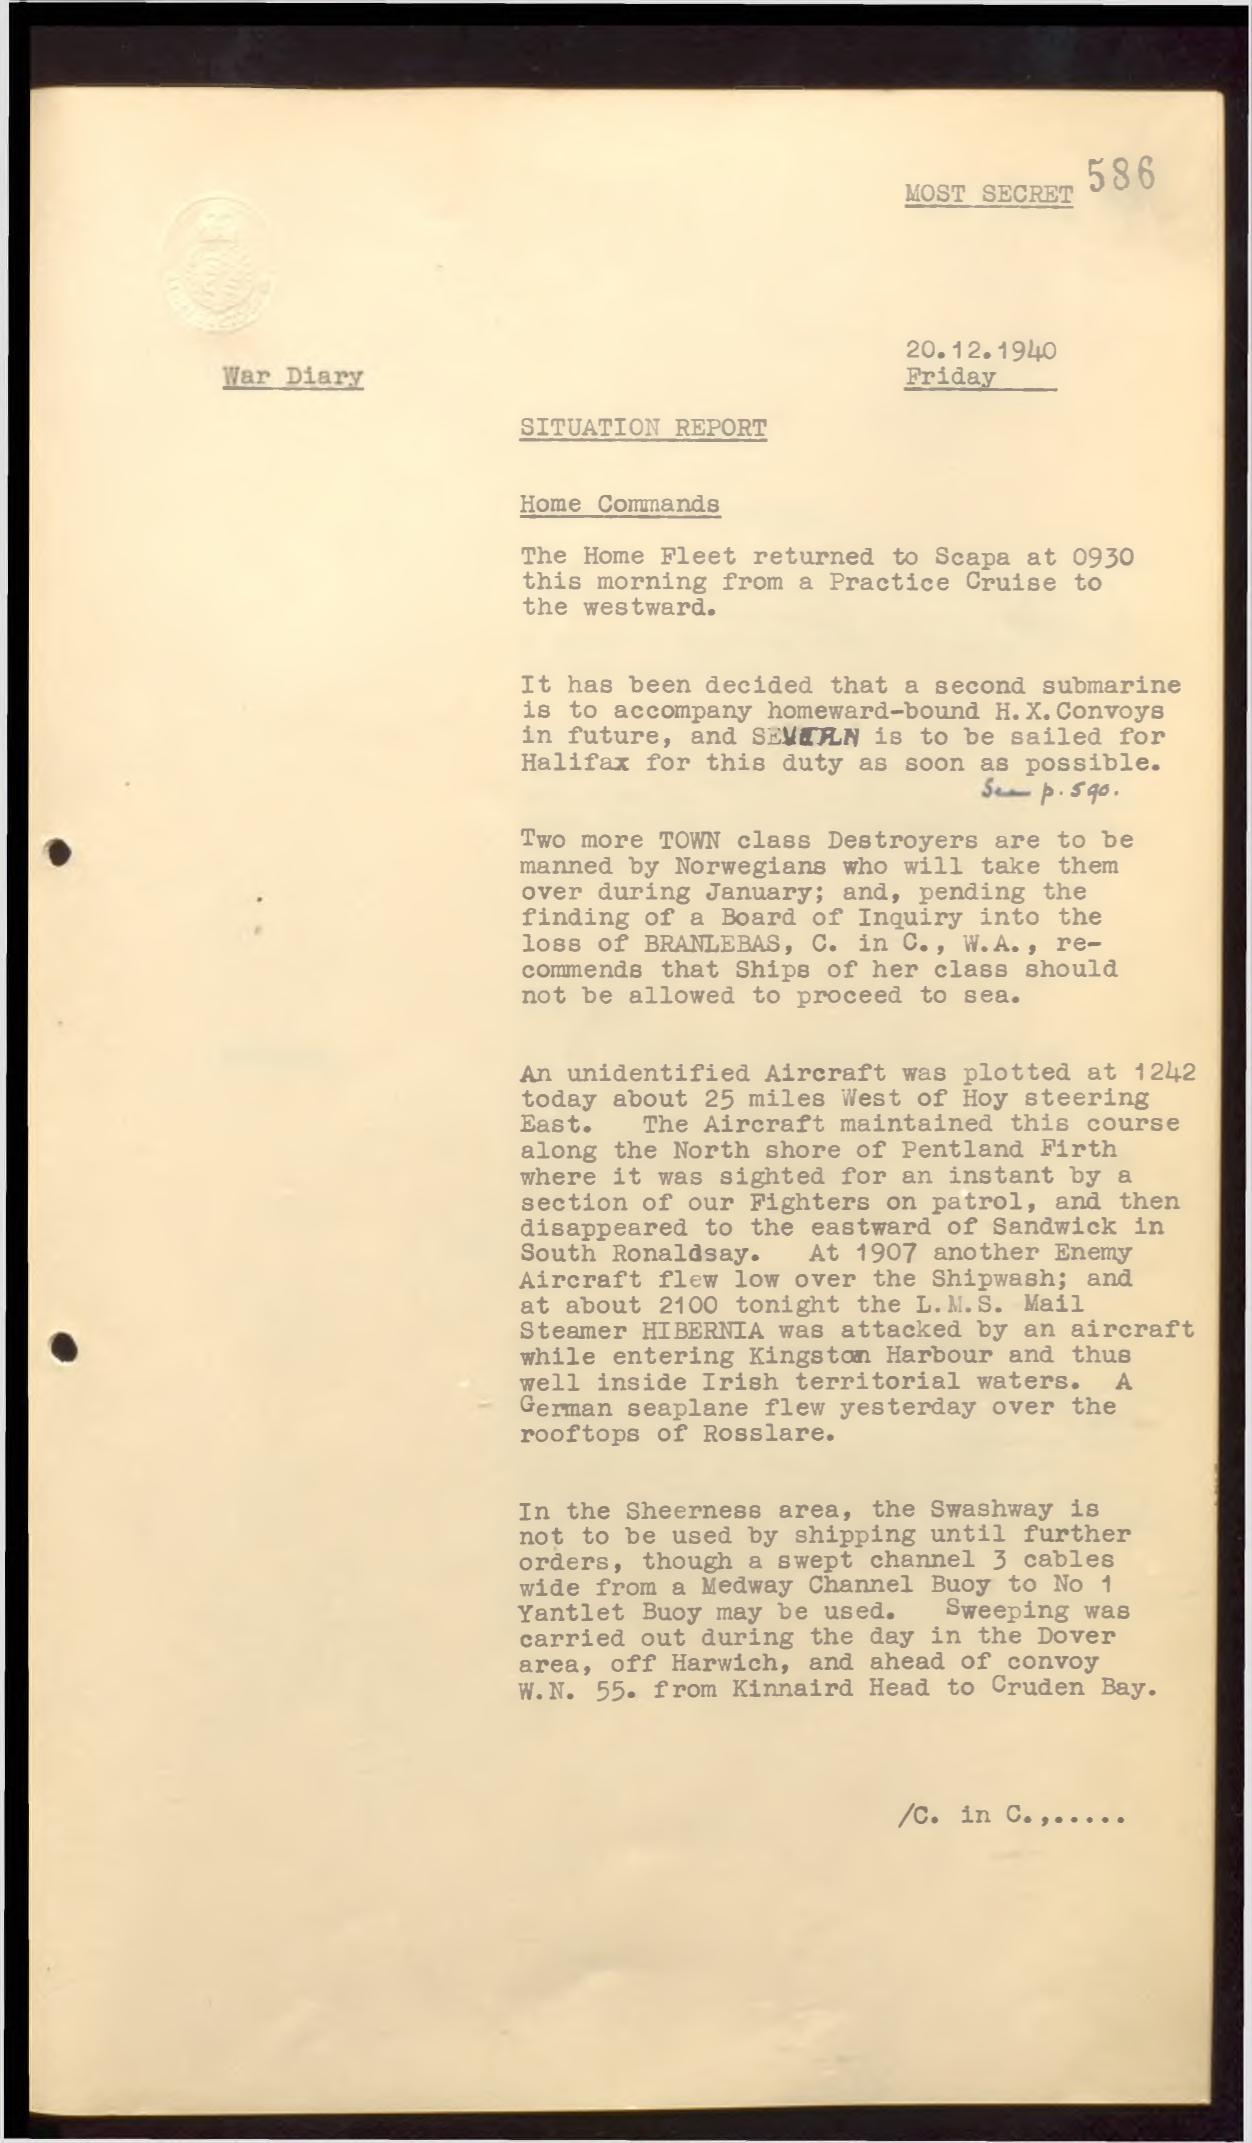 MOST SECRET 586
20.12.1940
War Diary
Friday
SITUATION REPORT
Home Commands
The Home Fleet returned to Scapa at 0930
this morning from a Practice Cruise to
the westward.
It has been decided that a second submarine
is to accompany homeward-bound H.X.Convoys
in future, and SEVERN is to be sailed for
Halifax for this duty as soon as possible.
See p. 590.
Two more TOWN class Destroyers are to be
manned by Norwegians who will take them
over during January; and, pending the
finding of a Board of Inquiry into the
loss of BRANLEBAS, C. in C., W.A., re-
commends that Ships of her class should
not be allowed to proceed to sea.
An unidentified Aircraft was plotted at 1242
today about 25 miles West of Hoy steering
East. The Aircraft maintained this course
along the North shore of Pentland Firth
where it was sighted for an instant by a
section of our Fighters on patrol, and then
disappeared to the eastward of Sandwick in
South Ronaldsay. At 1907 another Enemy
Aircraft flew low over the Shipwash; and
at about 2100 tonight the L.M.S. Mail
Steamer HIBERNIA was attacked by an aircraft
while entering Kingston Harbour and thus
well inside Irish territorial waters. A
German seaplane flew yesterday over the
rooftops of Rosslare.
In the Sheerness area, the Swashway is
not to be used by shipping until further
orders, though a swept channel 3 cables
wide from a Medway Channel Buoy to No 1
Yantlet Buoy may be used. Sweeping was
carried out during the day in the Dover
area, off Harwich, and ahead of convoy
W.N. 55. from Kinnaird Head to Cruden Bay.
/C. in C.,.....